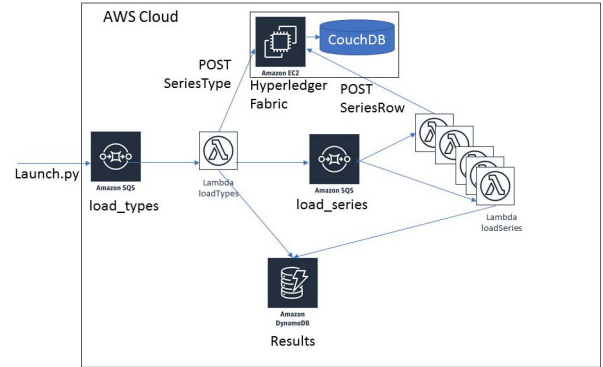 AWS Cloud
CouchDB
Amazon EC2
POST
SeriesType
Hyperledger
Fabric
POST
SeriesRow
Launch.py
Amazon SQS
load_types
Lambda
loadTypes
Amazon SQS
load_series
Lambda
loadSeries
Amazon
DynamoDB
Results